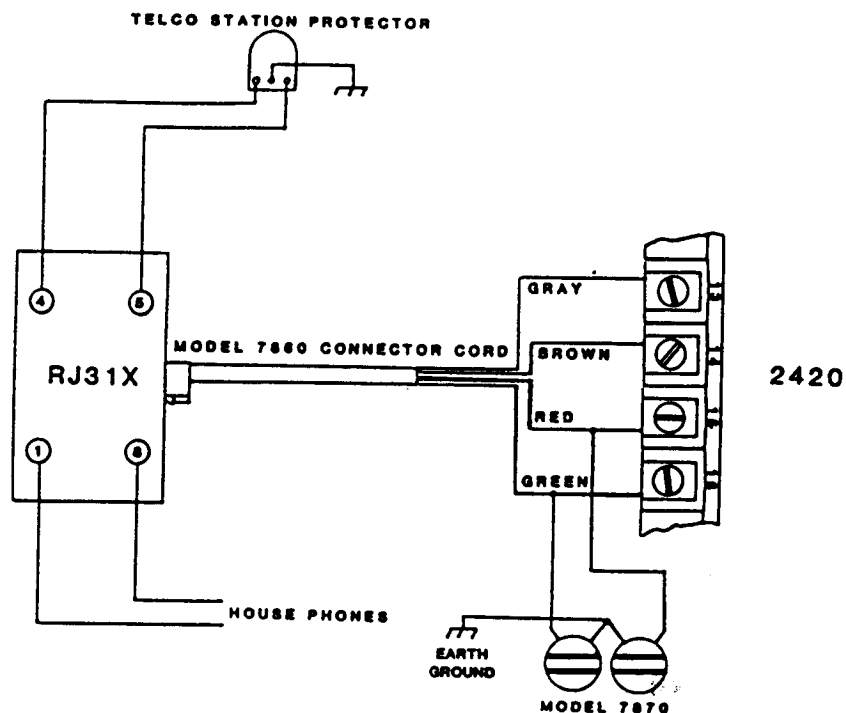 TELCO STATION PROTECTOR
4
5
GRAY
MODEL 7860 CONNECTOR CORD
BROWN
RJ31X
2420
RED
1
8
GREEN
HOUSE PHONES
EARTH
GROUND
MODEL 7870